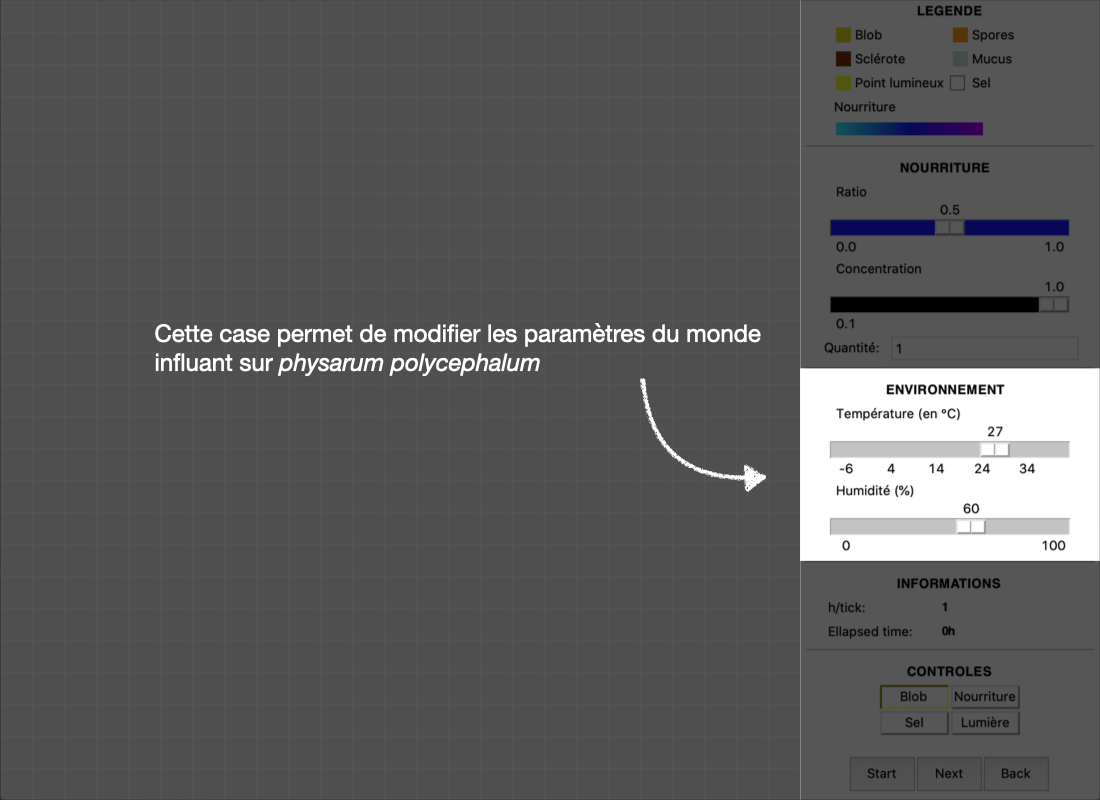 LEGENDE
Blob Spores
Sclérote Mucus
Point lumineux Sel
Nourriture
NOURRITURE
Ratio
0.5
0.0 1.0
Concentration
1.0
0.1
Quantité: 1
Cette case permet de modifier les paramètres du monde
influant sur physarum polycephalum
ENVIRONNEMENT
Température (en °C)
27
-6 4 14 24 34
Humidité (%)
60
0 100
INFORMATIONS
h/tick: 1
Ellapsed time: 0h
CONTROLES
Blob Nourriture
Sel Lumière
Start Next Back